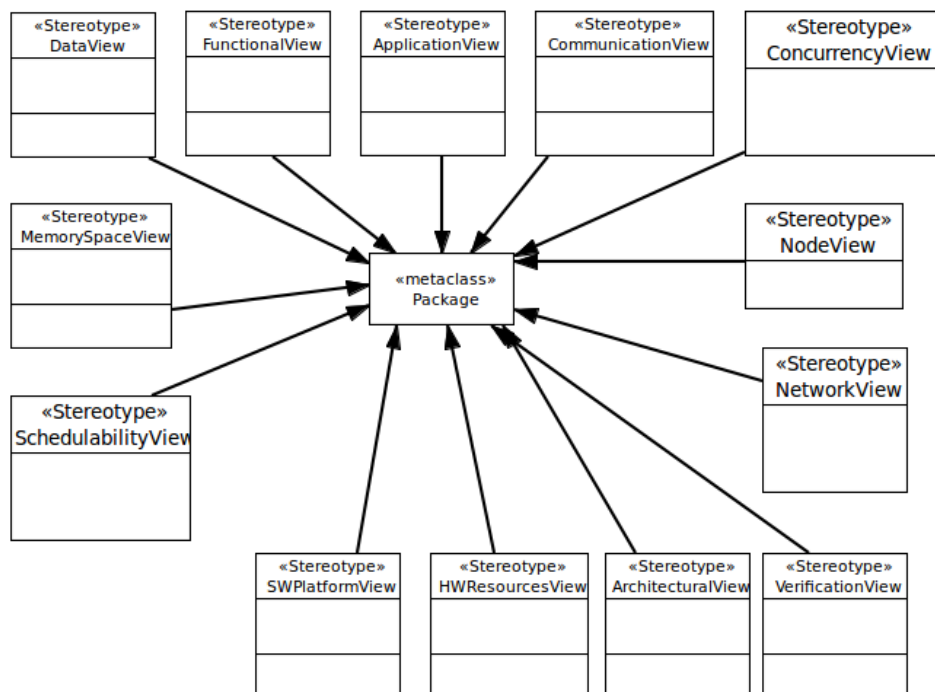 «Stereotype»
DataView
«Stereotype»
FunctionalView
«Stereotype»
ApplicationView
«Stereotype»
CommunicationView
«Stereotype»
ConcurrencyView
«Stereotype»
MemorySpaceView
«Stereotype»
NodeView
«metaclass»
Package
«Stereotype»
NetworkView
«Stereotype»
SchedulabilityView
«Stereotype»
SWPlatformView
«Stereotype»
HWResourcesView
«Stereotype»
ArchitecturalView
«Stereotype»
VerificationView